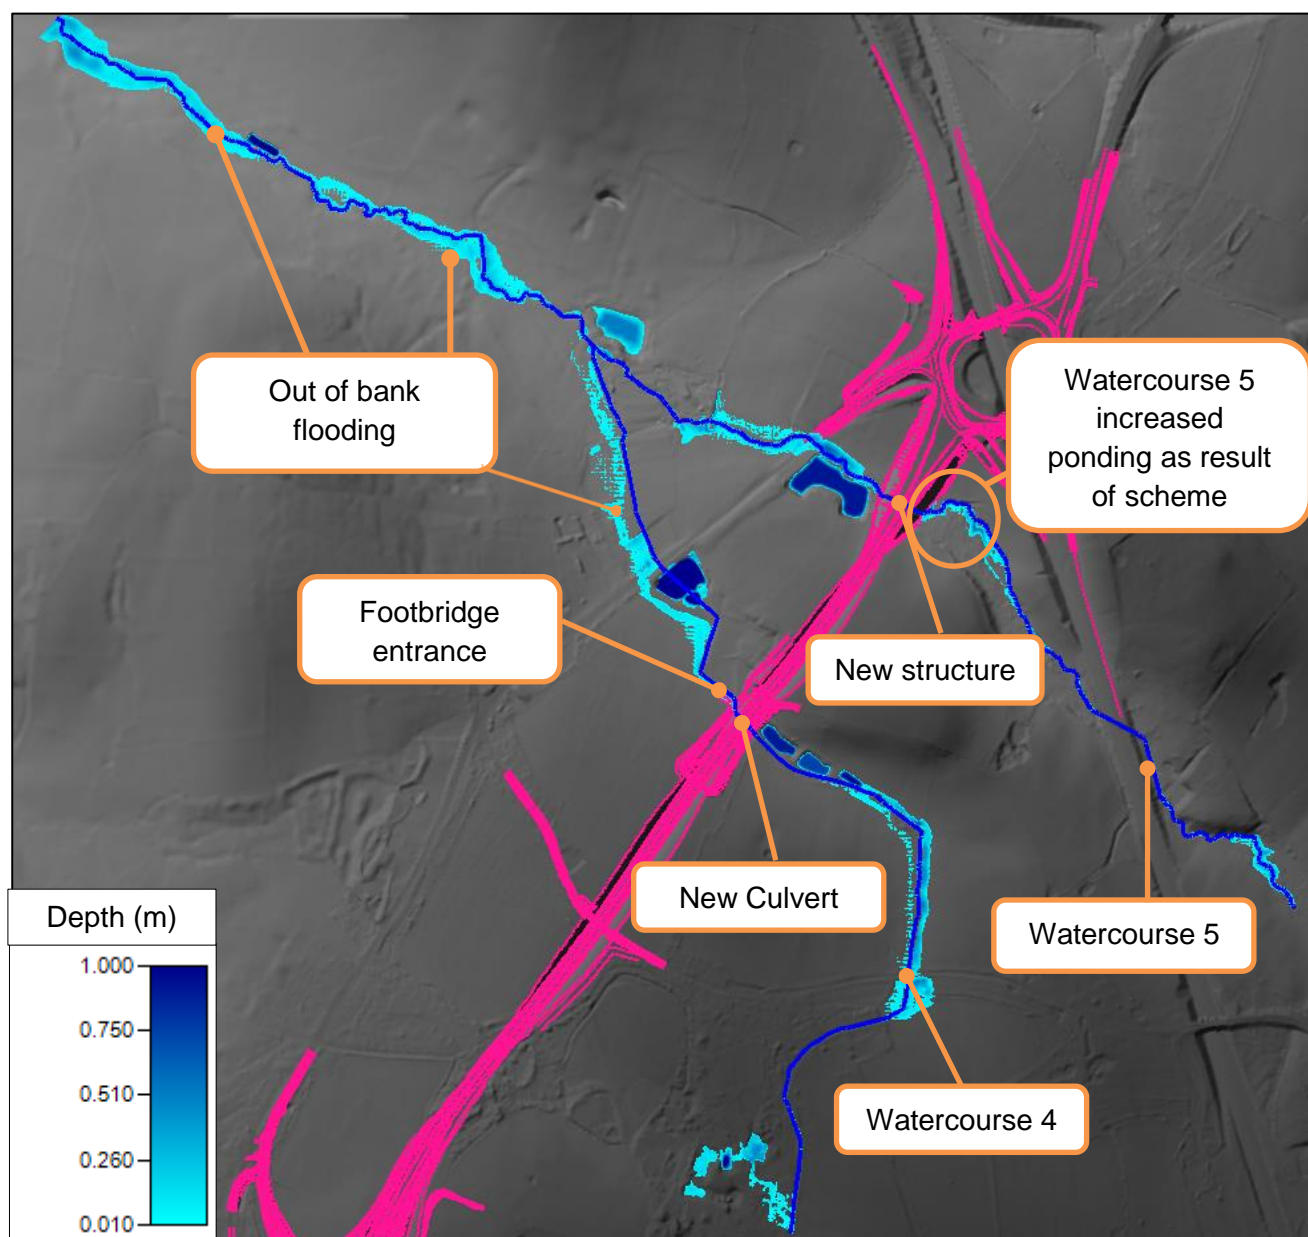 Out of bank
flooding
Watercourse 5
increased
ponding as result
of scheme
Footbridge
entrance
New structure
New Culvert
Watercourse 5
Watercourse 4
Depth (m)
1.000
0.750
0.510
0.260
0.010